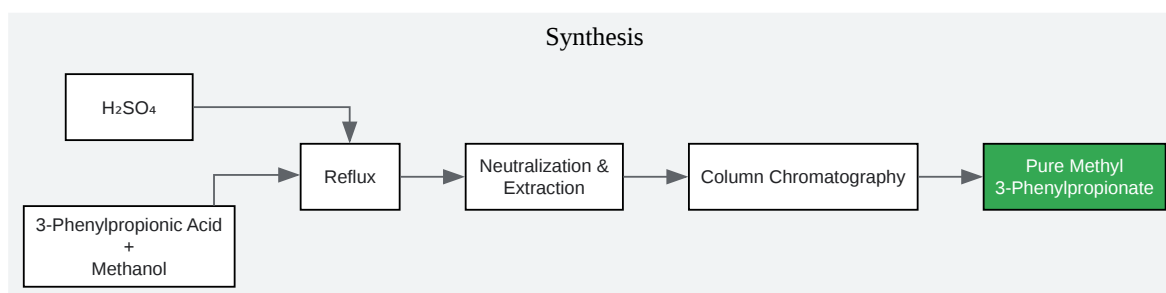 Synthesis
H₂SO₄
3-Phenylpropionic Acid
+
Methanol
Reflux
Neutralization &
Extraction
Column Chromatography
Pure Methyl
3-Phenylpropionate